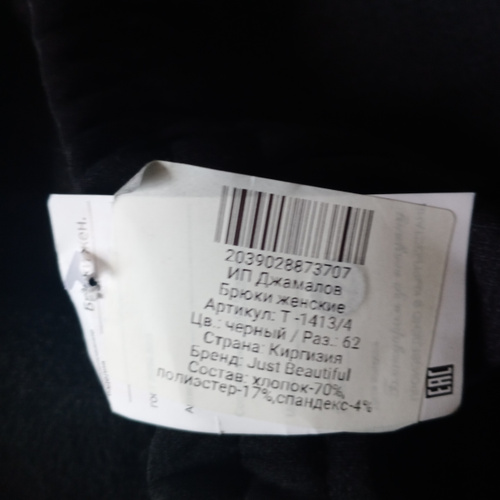 2039028873707
ИП Джамалов
Брюки женские
Артикул: Т -1413/4
Цв.: черный / Раз.: 62
Страна: Киргизия
Бренд: Just Beautiful
Состав: хлопок-70%,
полиэстер-17%,спандекс-4%
EAC